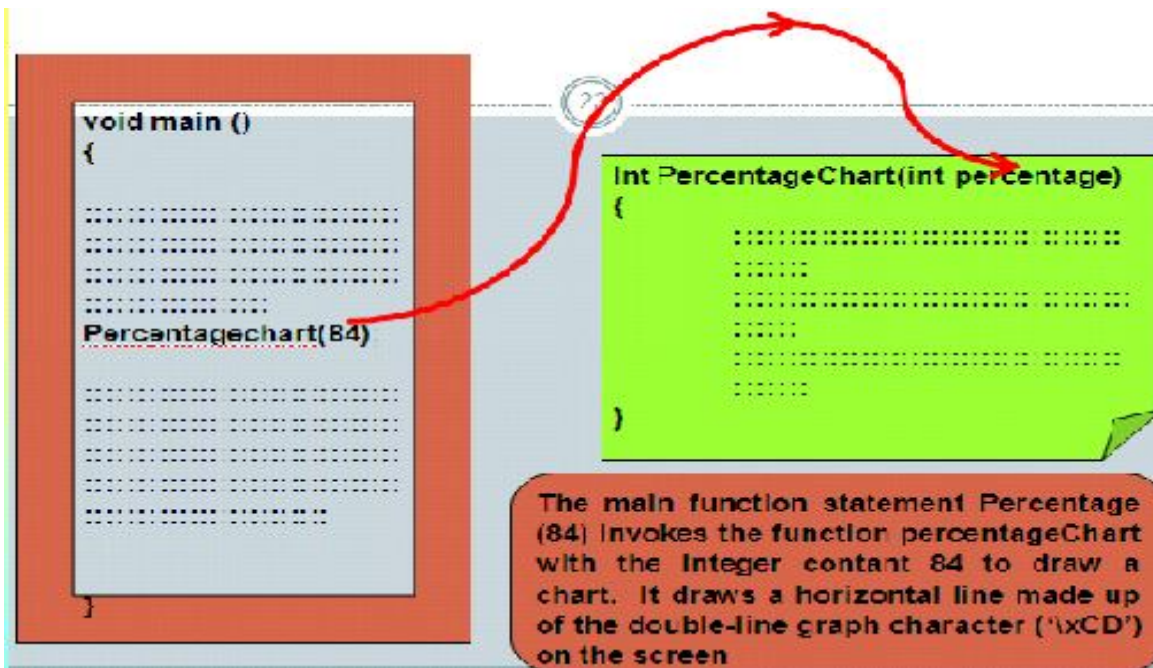 void main ()
{
Percentagechart(84)
}
Int PercentageChart(int percentage)
{
}
The main function statement Percentage
(84) invokes the function percentageChart
with the integer contant 84 to draw a
chart. It draws a horizontal line made up
of the double-line graph character ('\xCD')
on the screen